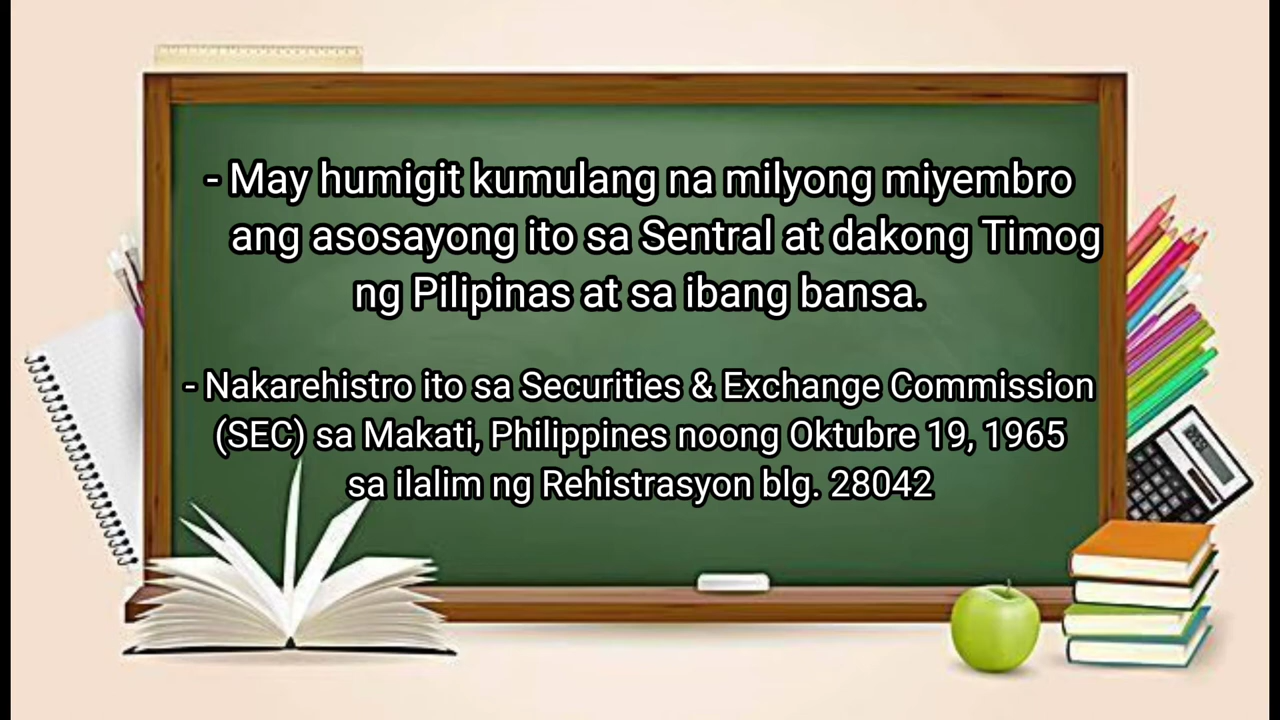 - May humigit kumulang na milyong miyembro
ang asosayong ito sa Sentral at dakong Timog
ng Pilipinas at sa ibang bansa.
- Nakarehistro ito sa Securities & Exchange Commission
(SEC) sa Makati, Philippines noong Oktubre 19, 1965
sa ilalim ng Rehistrasyon blg. 28042